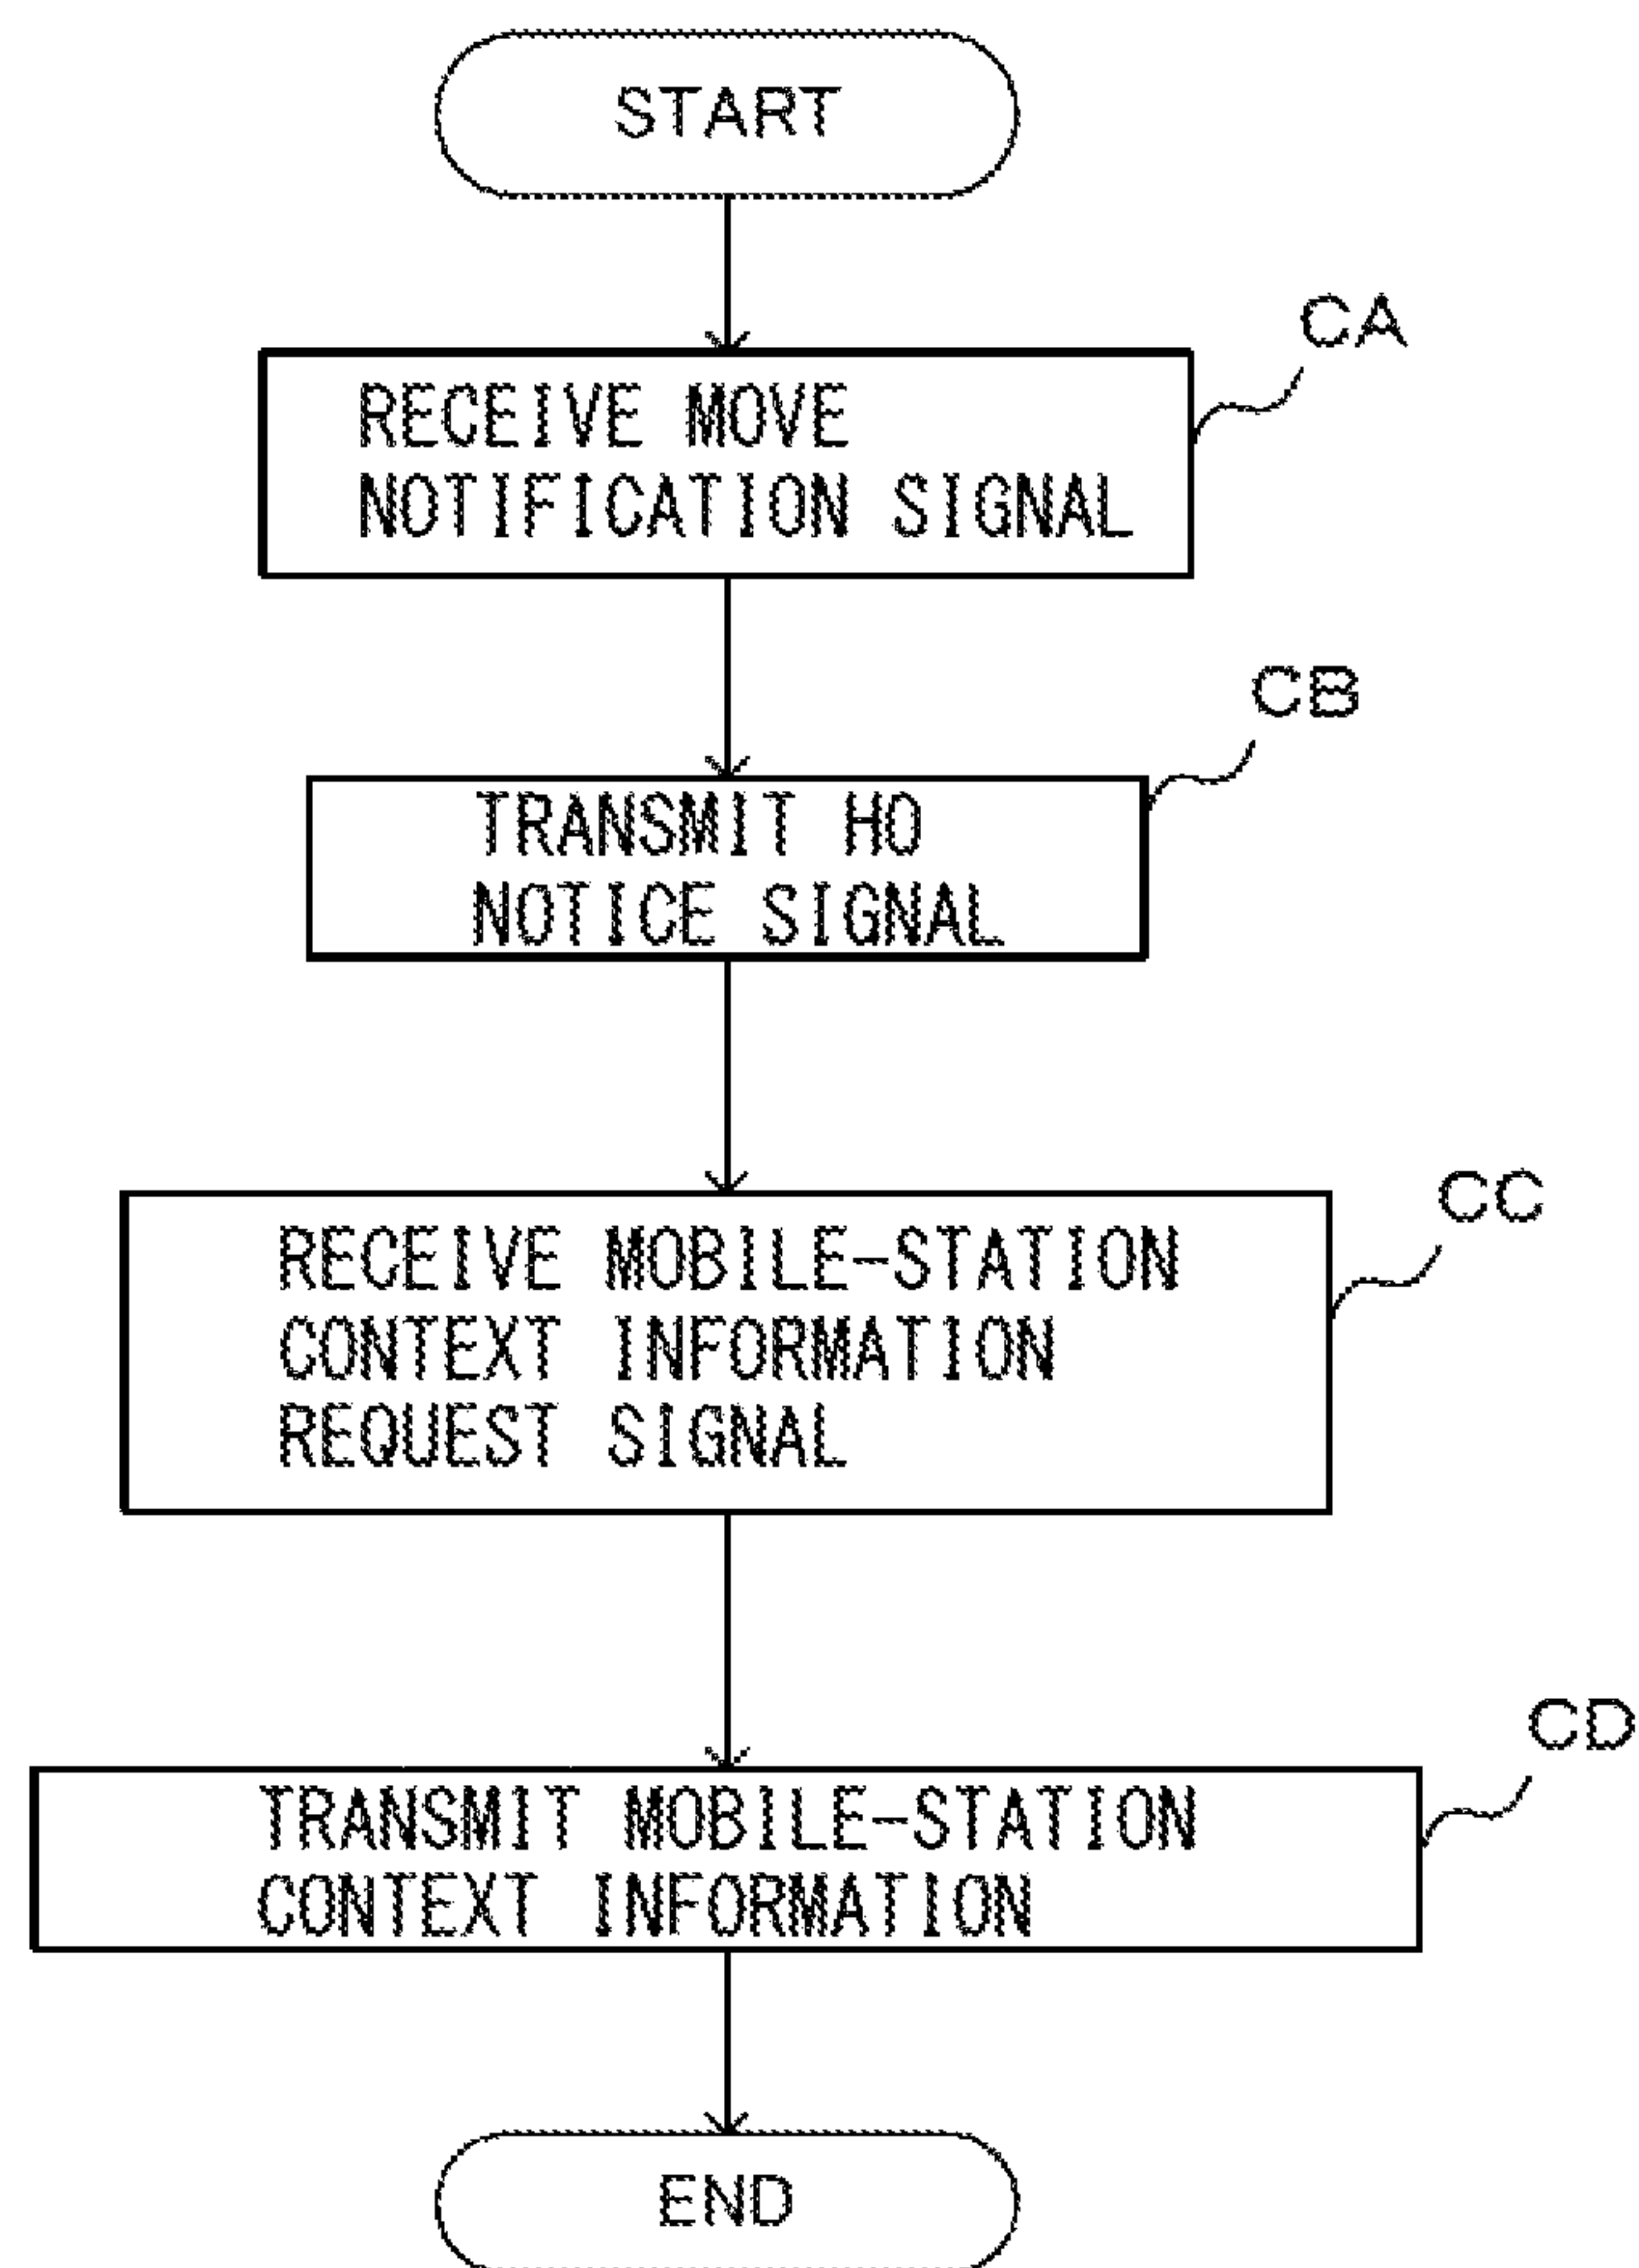 START
CA
RECEIVE MOVE
NOTIFICATION SIGNAL
CB
TRANSMIT HO
NOTICE SIGNAL
CC
RECEIVE MOBILE-STATION
CONTEXT INFORMATION
REQUEST SIGNAL
CD
TRANSMIT MOBILE-STATION
CONTEXT INFORMATION
END